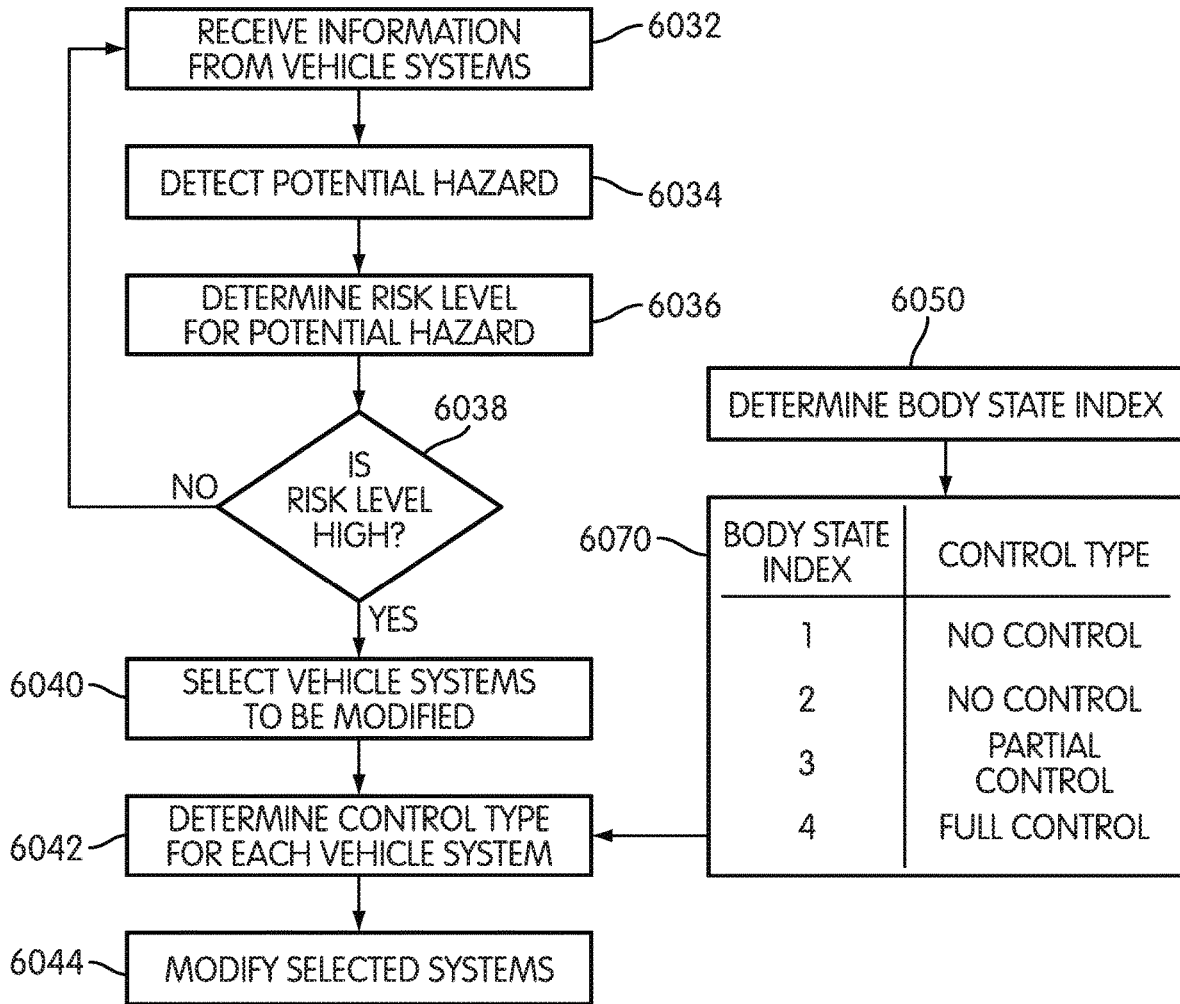 RECEIVE INFORMATION
FROM VEHICLE SYSTEMS
6032
DETECT POTENTIAL HAZARD
6034
DETERMINE RISK LEVEL
FOR POTENTIAL HAZARD
6036
IS
RISK LEVEL
HIGH?
6038
NO
YES
6040
SELECT VEHICLE SYSTEMS
TO BE MODIFIED
6042
DETERMINE CONTROL TYPE
FOR EACH VEHICLE SYSTEM
6044
MODIFY SELECTED SYSTEMS
6050
DETERMINE BODY STATE INDEX
6070
BODY STATE
INDEX
CONTROL TYPE
1 NO CONTROL
2 NO CONTROL
3 PARTIAL
CONTROL
4 FULL CONTROL